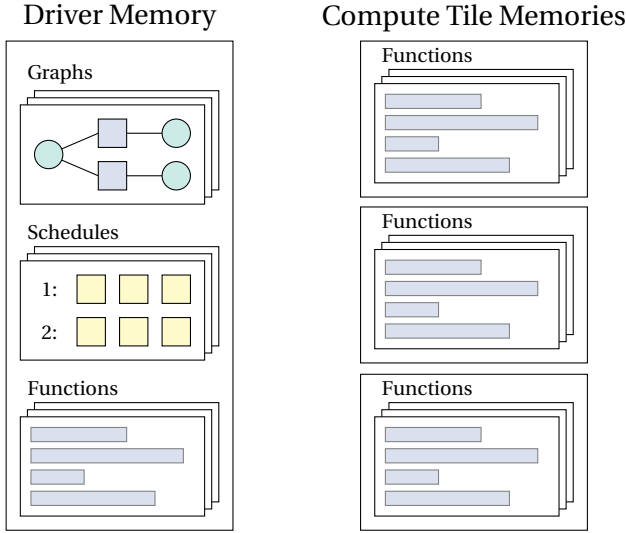 Driver Memory
Graphs
Schedules
1:
2:
Functions
Compute Tile Memories
Functions
Functions
Functions